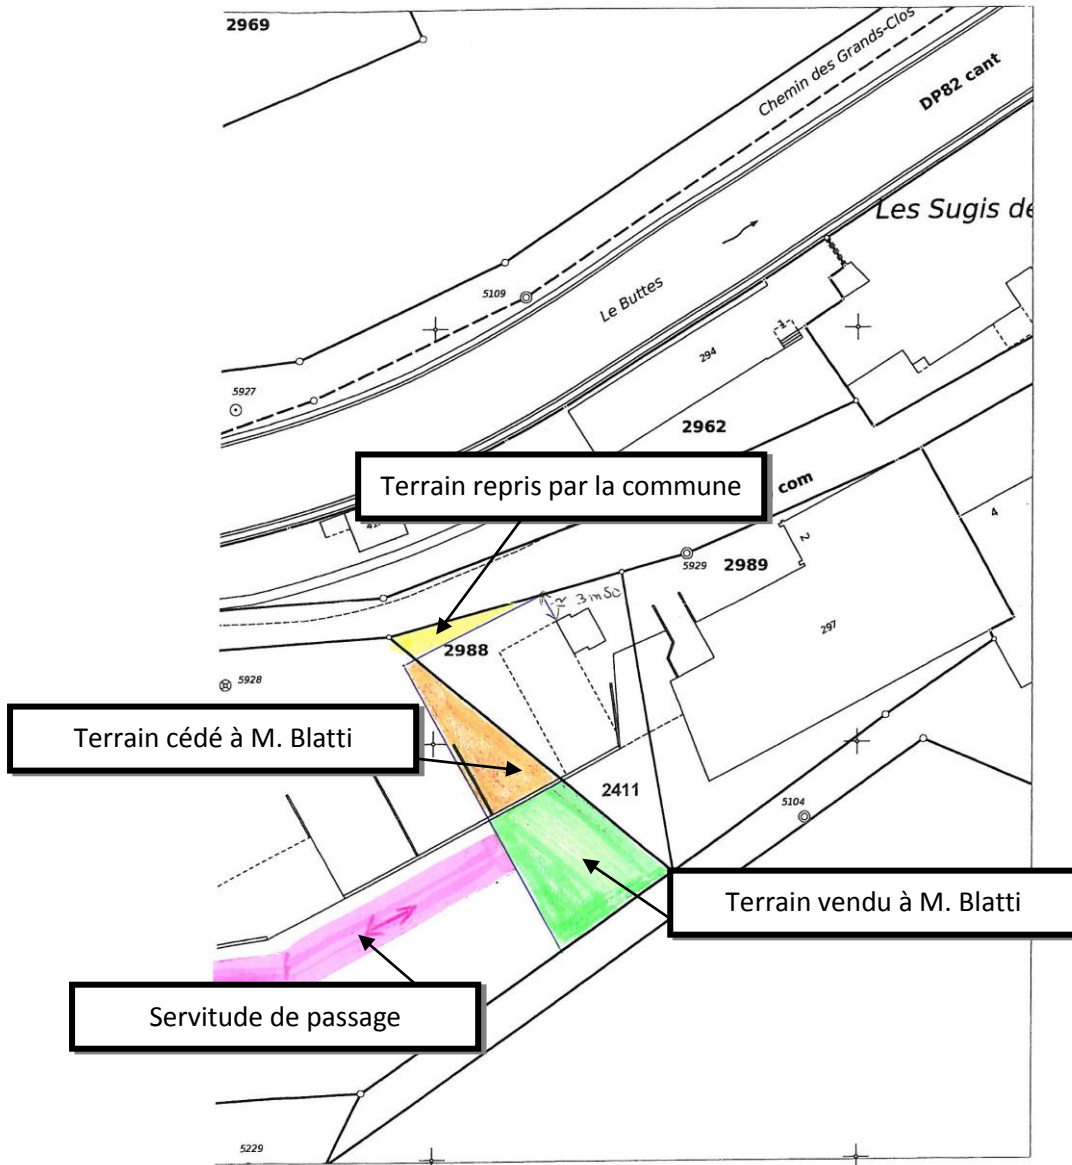 2969
Chemin des Grands-Clos
DP82 cant
Les Sugis de
5109
Le Buttes
1
294
5927
2962
Terrain repris par la commune
com
2
4
5929
2989
≈ 3m50
297
2988
5928
Terrain cédé à M. Blatti
2411
5104
Terrain vendu à M. Blatti
Servitude de passage
5229